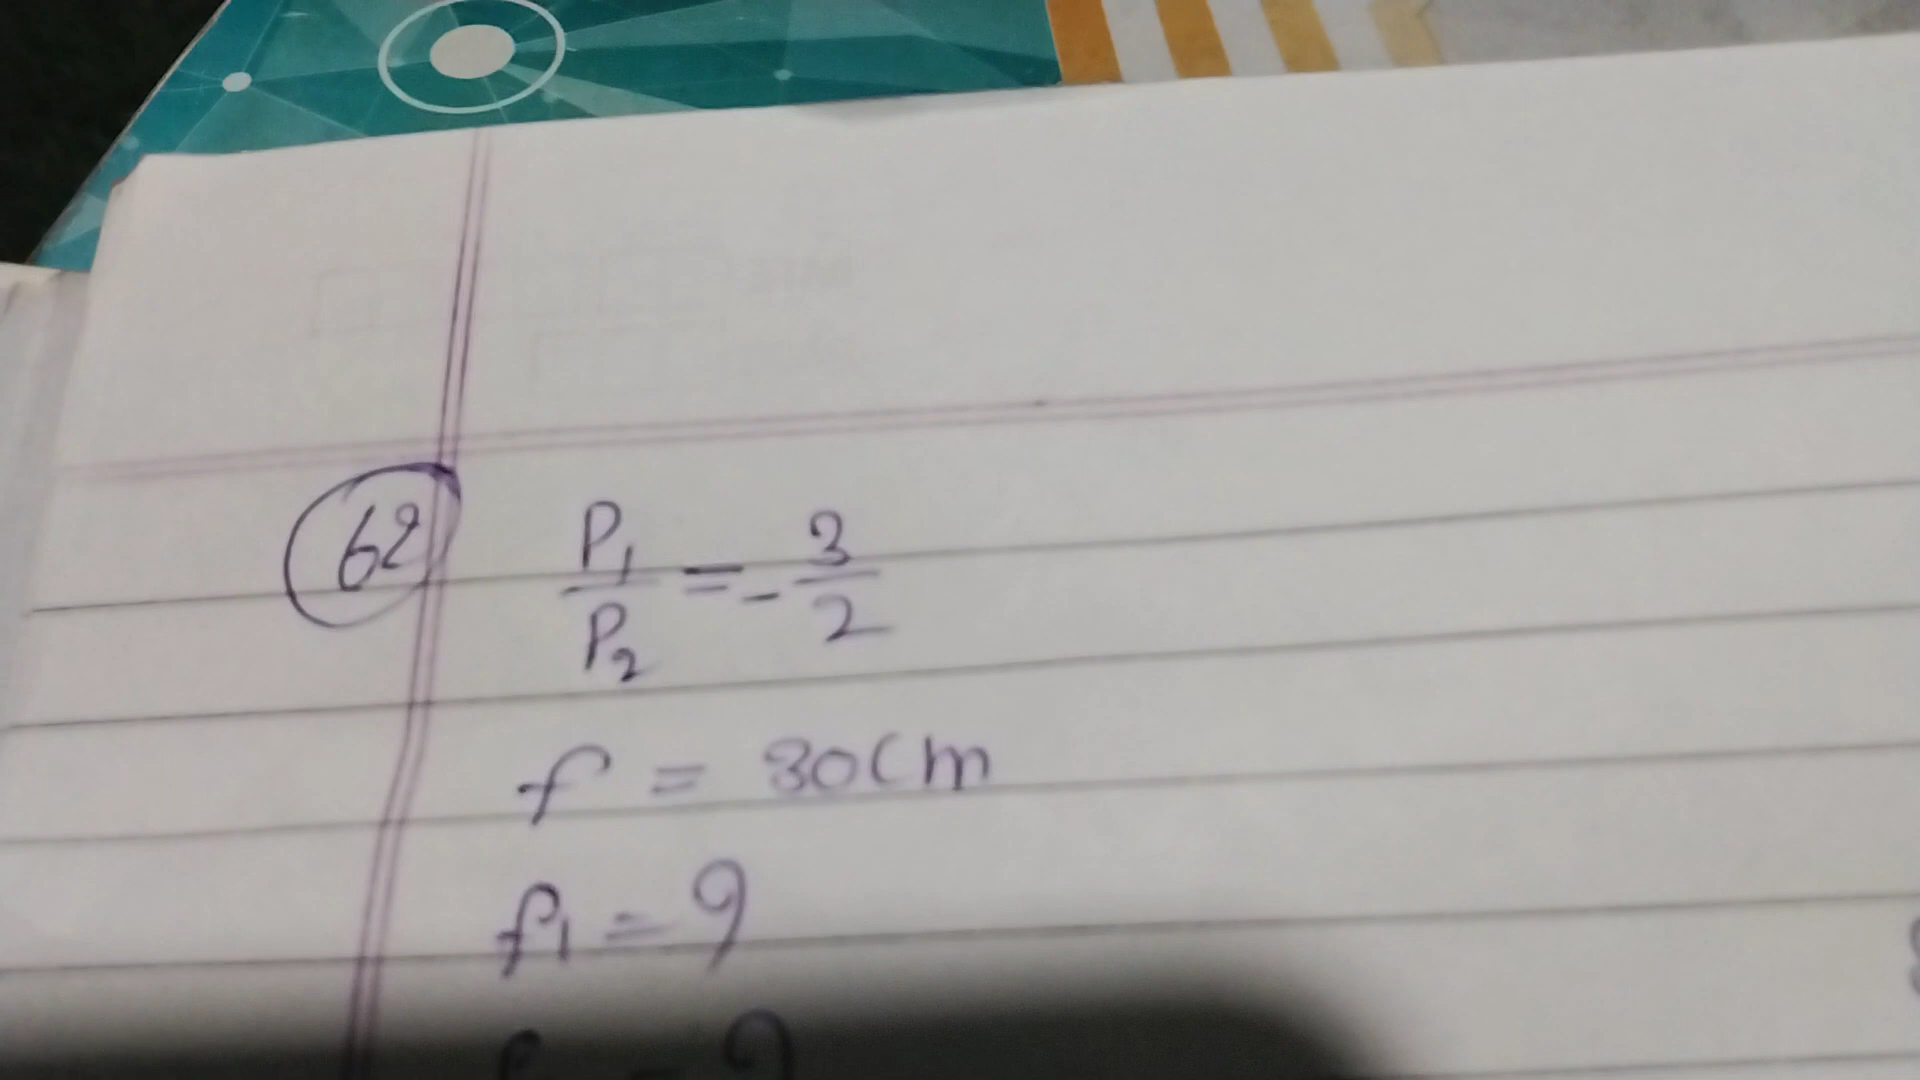 62 P₁/P₂ = - 3/2
f = 30cm
f₁ = ?